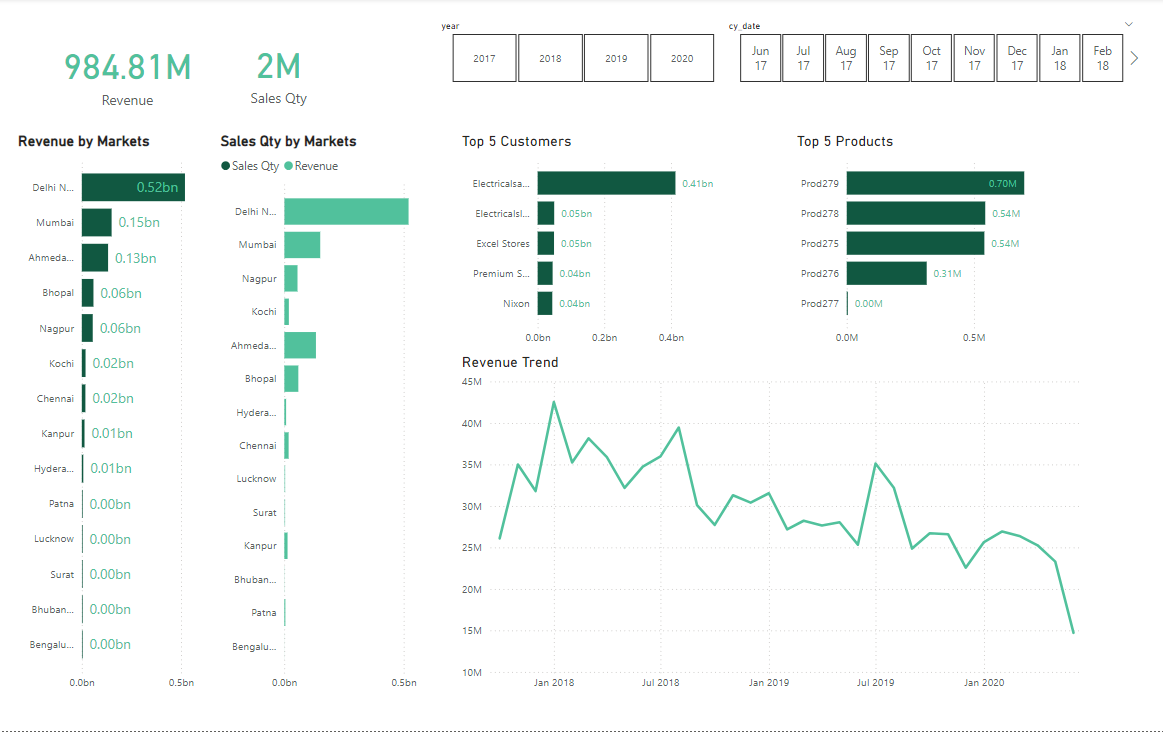 year
2017
2018
2019
2020
cy_date
Jun 17
Jul 17
Aug 17
Sep 17
Oct 17
Nov 17
Dec 17
Jan 18
Feb 18
984.81M
Revenue
2M
Sales Qty
Revenue by Markets
Delhi N... 0.52bn
Mumbai 0.15bn
Ahmeda... 0.13bn
Bhopal 0.06bn
Nagpur 0.06bn
Kochi 0.02bn
Chennai 0.02bn
Kanpur 0.01bn
Hydera... 0.01bn
Patna 0.00bn
Lucknow 0.00bn
Surat 0.00bn
Bhuban... 0.00bn
Bengalu... 0.00bn
0.0bn 0.5bn
Sales Qty by Markets
Sales Qty Revenue
Delhi N...
Mumbai
Nagpur
Kochi
Ahmeda...
Bhopal
Hydera...
Chennai
Lucknow
Surat
Kanpur
Bhuban...
Patna
Bengalu...
0.0bn 0.5bn
Top 5 Customers
Electricalsa... 0.41bn
Electricalsl... 0.05bn
Excel Stores 0.05bn
Premium S... 0.04bn
Nixon 0.04bn
0.0bn 0.2bn 0.4bn
Top 5 Products
Prod279 0.70M
Prod278 0.54M
Prod275 0.54M
Prod276 0.31M
Prod277 0.00M
0.0M 0.5M
Revenue Trend
45M
40M
35M
30M
25M
20M
15M
10M
Jan 2018 Jul 2018 Jan 2019 Jul 2019 Jan 2020